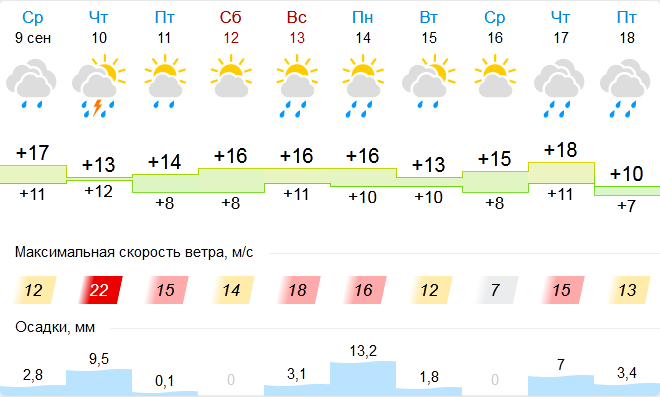 Ср Чт Пт Сб Вс Пн Вт Ср Чт Пт
9 сен 10 11 12 13 14 15 16 17 18
+17 +13 +14 +16 +16 +16 +13 +15 +18 +10
+11 +12 +8 +8 +11 +10 +10 +8 +11 +7
Максимальная скорость ветра, м/с
12 22 15 14 18 16 12 7 15 13
Осадки, мм
2,8 9,5 0,1 0 3,1 13,2 1,8 0 7 3,4